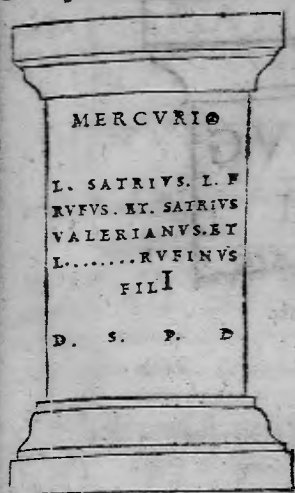 MERCVRIO
L. SATRIVS. L. F
RVFVS. ET. SATRIVS
VALERIANVS. ET
L........RVFINVS
FILI
D. S. P. D